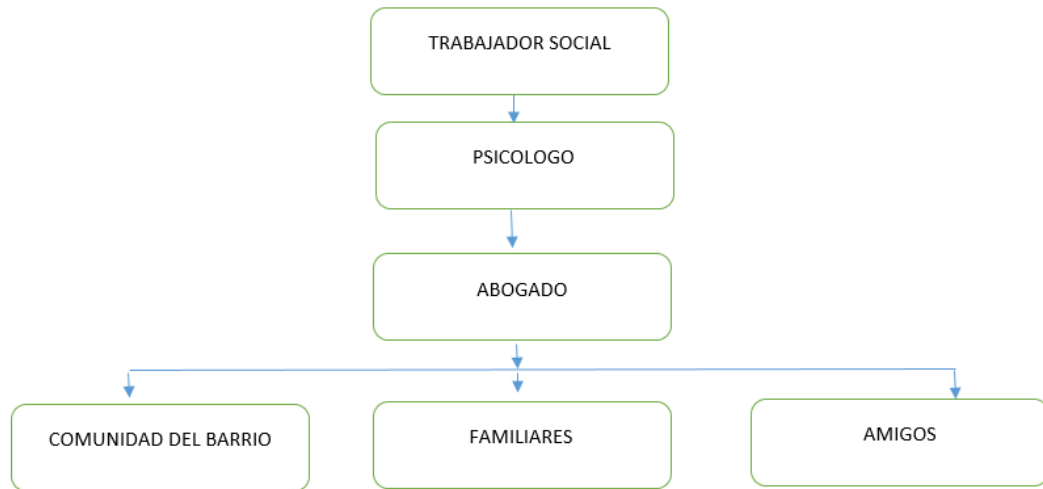 TRABAJADOR SOCIAL
PSICOLOGO
ABOGADO
COMUNIDAD DEL BARRIO
FAMILIARES
AMIGOS